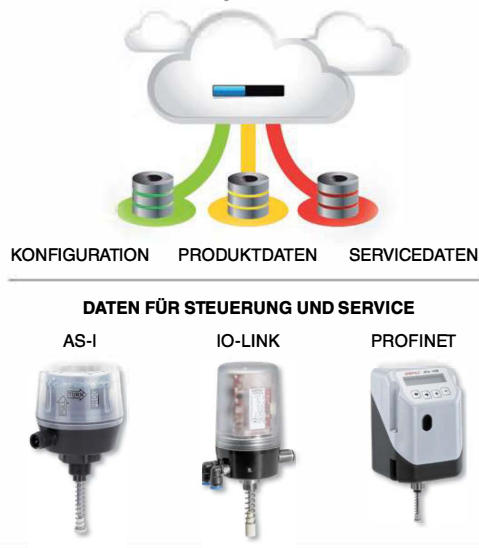 KONFIGURATION PRODUKTDATEN SERVICEDATEN
DATEN FÜR STEUERUNG UND SERVICE
AS-I IO-LINK PROFINET